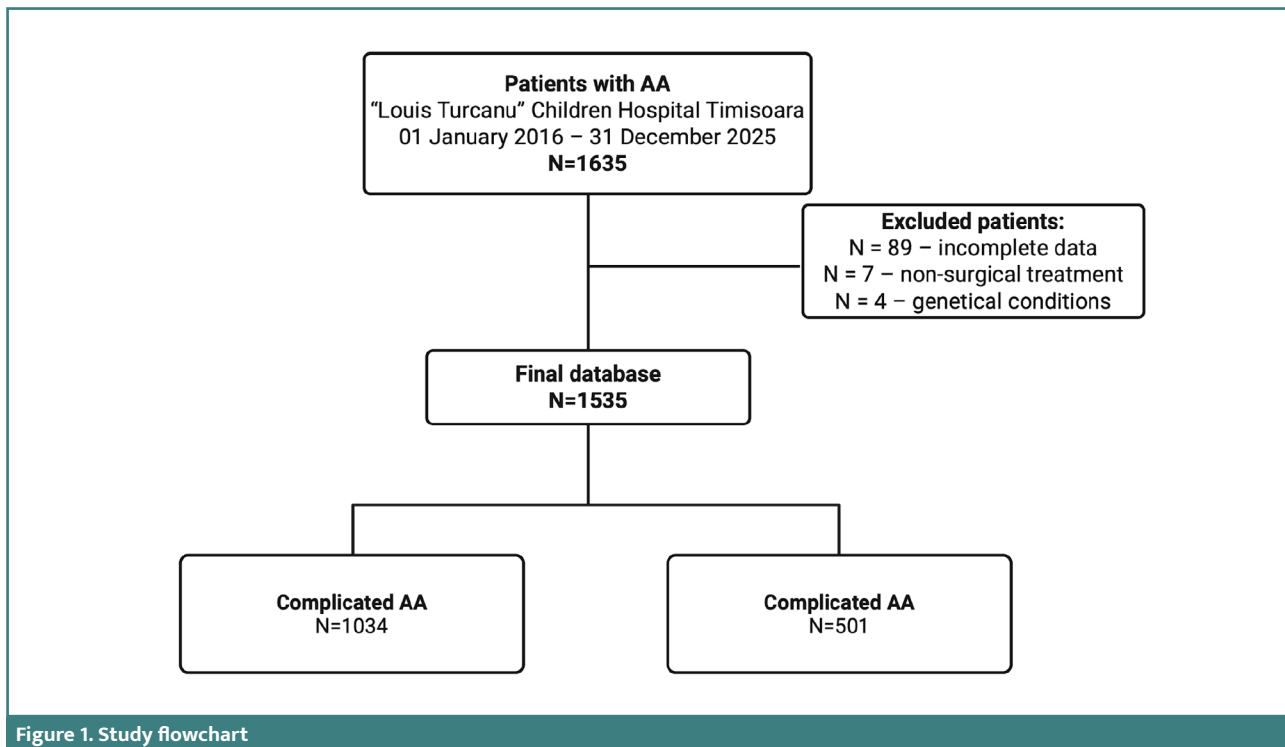 Patients with AA
“Louis Turcanu” Children Hospital Timisoara
01 January 2016 – 31 December 2025
N=1635
Excluded patients:
N = 89 – incomplete data
N = 7 – non-surgical treatment
N = 4 – genetical conditions
Final database
N=1535
Complicated AA
N=1034
Complicated AA
N=501
Figure 1. Study flowchart